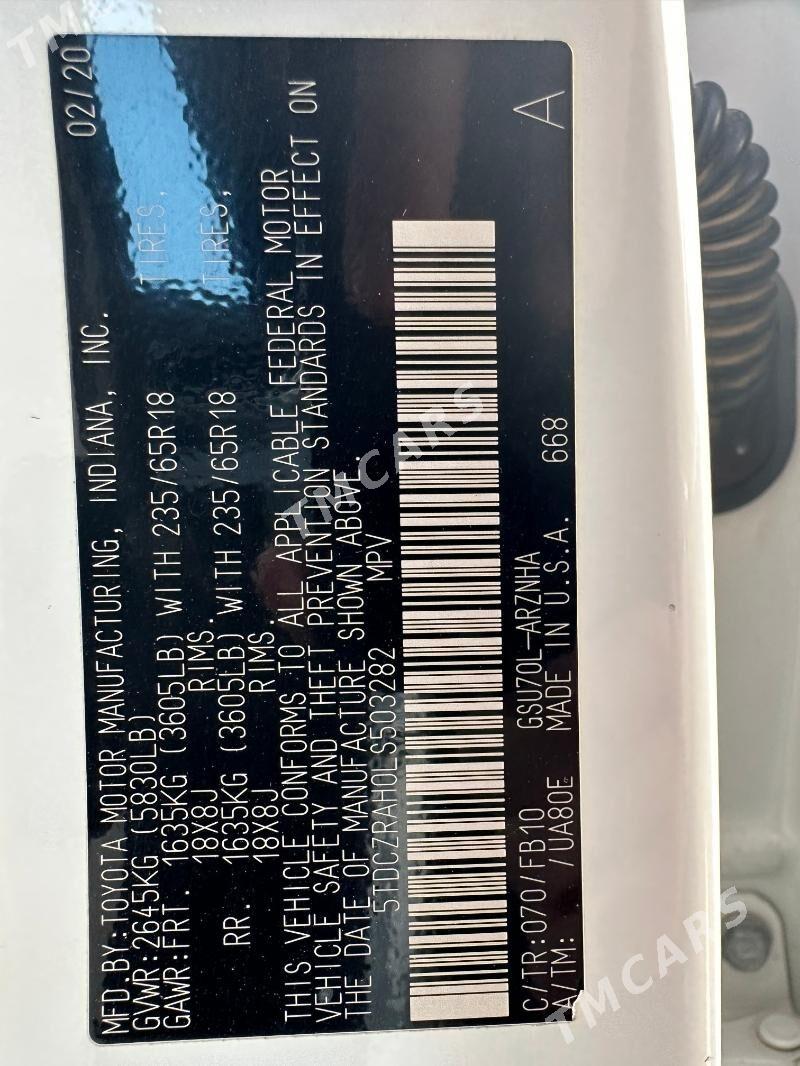 MFD.BY:TOYOTA MOTOR MANUFACTURING, INDIANA, INC. 02/20
GVWR:2645KG (5830LB)
GAWR:FRT. 1635KG (3605LB) WITH 235/65R18 TIRES,
18X8J RIMS.
RR. 1635KG (3605LB) WITH 235/65R18 TIRES,
18X8J RIMS.
THIS VEHICLE CONFORMS TO ALL APPLICABLE FEDERAL MOTOR
VEHICLE SAFETY AND THEFT PREVENTION STANDARDS IN EFFECT ON
THE DATE OF MANUFACTURE SHOWN ABOVE.
5TDCZRAH0LS503282 MPV
C/TR:070/FB10 GSU70L-ARZNHA 668 A
A/TM: /UA80E MADE IN U.S.A.
TMCARS
TMCARS
TMCARS